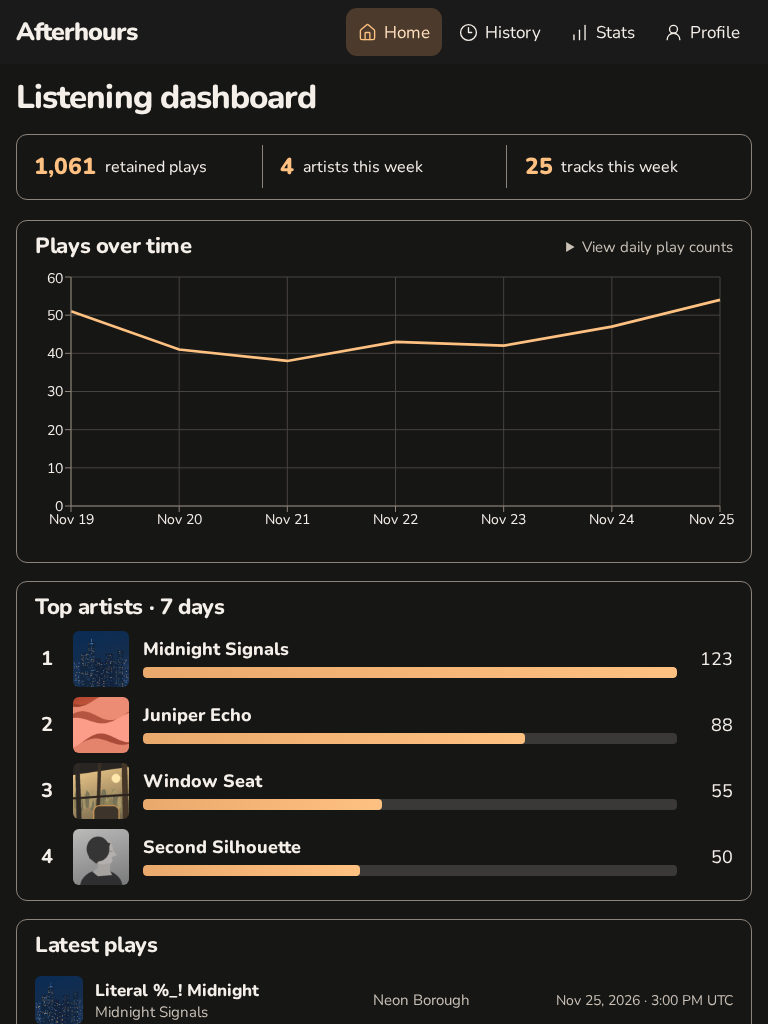 Afterhours
Home
History
Stats
Profile
Listening dashboard
1,061 retained plays
4 artists this week
25 tracks this week
Plays over time
▶ View daily play counts
60
50
40
30
20
10
0
Nov 19 Nov 20 Nov 21 Nov 22 Nov 23 Nov 24 Nov 25
Top artists · 7 days
1 Midnight Signals 123
2 Juniper Echo 88
3 Window Seat 55
4 Second Silhouette 50
Latest plays
Literal %_! Midnight
Midnight Signals
Neon Borough
Nov 25, 2026 · 3:00 PM UTC